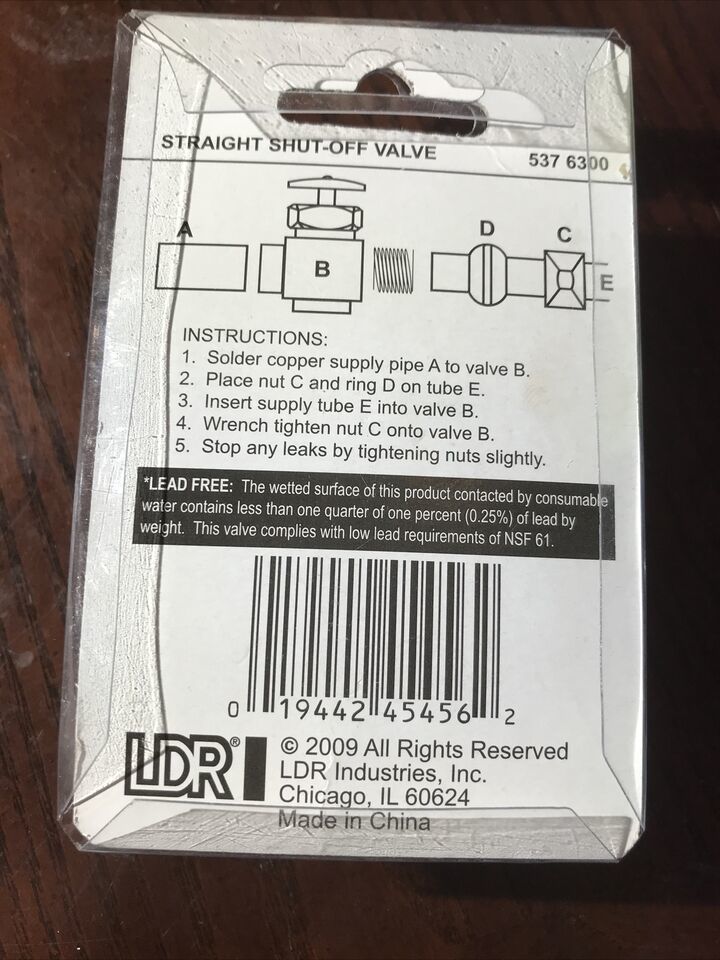 STRAIGHT SHUT-OFF VALVE
537 6300
A
B
D
C
E
INSTRUCTIONS:
1. Solder copper supply pipe A to valve B.
2. Place nut C and ring D on tube E.
3. Insert supply tube E into valve B.
4. Wrench tighten nut C onto valve B.
5. Stop any leaks by tightening nuts slightly.
*LEAD FREE: The wetted surface of this product contacted by consumable
water contains less than one quarter of one percent (0.25%) of lead by
weight. This valve complies with low lead requirements of NSF 61.
0 19442 45456 2
LDR®
© 2009 All Rights Reserved
LDR Industries, Inc.
Chicago, IL 60624
Made in China